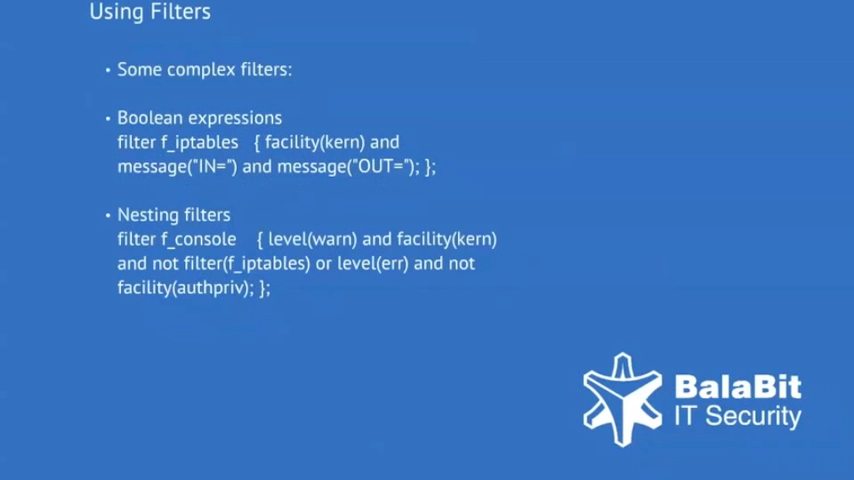 Using Filters
• Some complex filters:
• Boolean expressions
filter f_iptables { facility(kern) and
message("IN=") and message("OUT="); };
• Nesting filters
filter f_console { level(warn) and facility(kern)
and not filter(f_iptables) or level(err) and not
facility(authpriv); };
BalaBit
IT Security